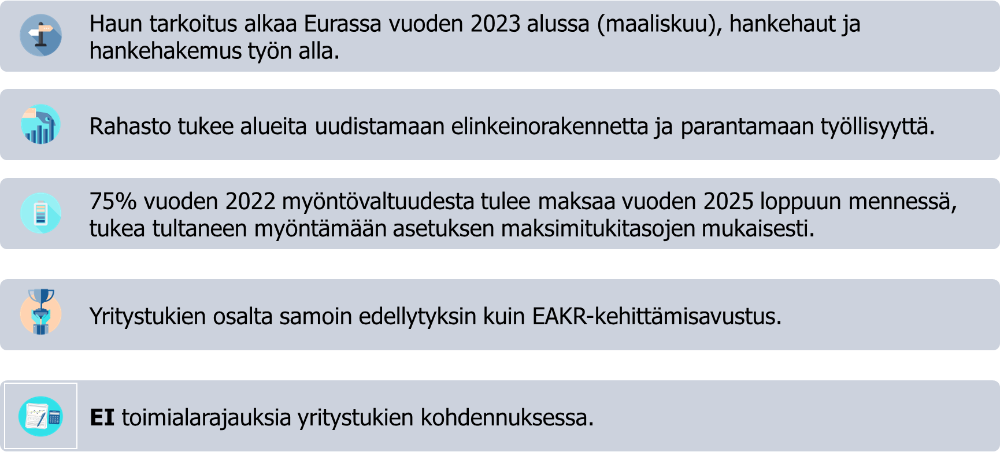 Haun tarkoitus alkaa Eurassa vuoden 2023 alussa (maaliskuu), hankehaut ja
hankehakemus työn alla.
Rahasto tukee alueita uudistamaan elinkeinorakennetta ja parantamaan työllisyyttä.
75% vuoden 2022 myöntövaltuudesta tulee maksaa vuoden 2025 loppuun mennessä,
tukea tultaneen myöntämään asetuksen maksimitukitasojen mukaisesti.
Yritystukien osalta samoin edellytyksin kuin EAKR-kehittämisavustus.
EI toimialarajauksia yritystukien kohdennuksessa.